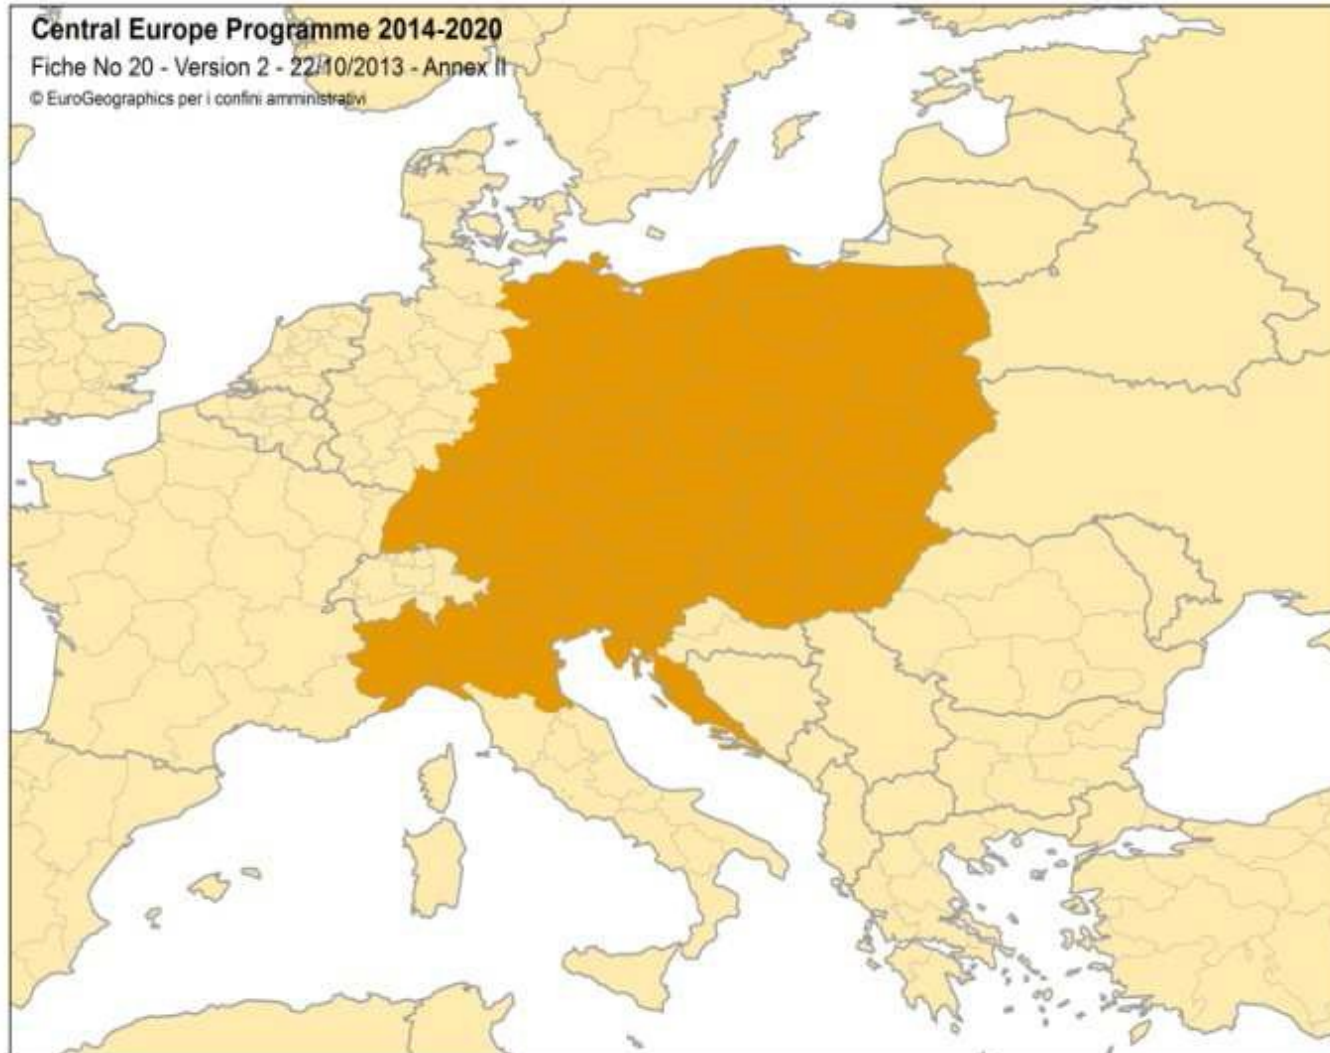 Central Europe Programme 2014-2020
Fiche No 20 - Version 2 - 22/10/2013 - Annex II
© EuroGeographics per i confini amministrativi